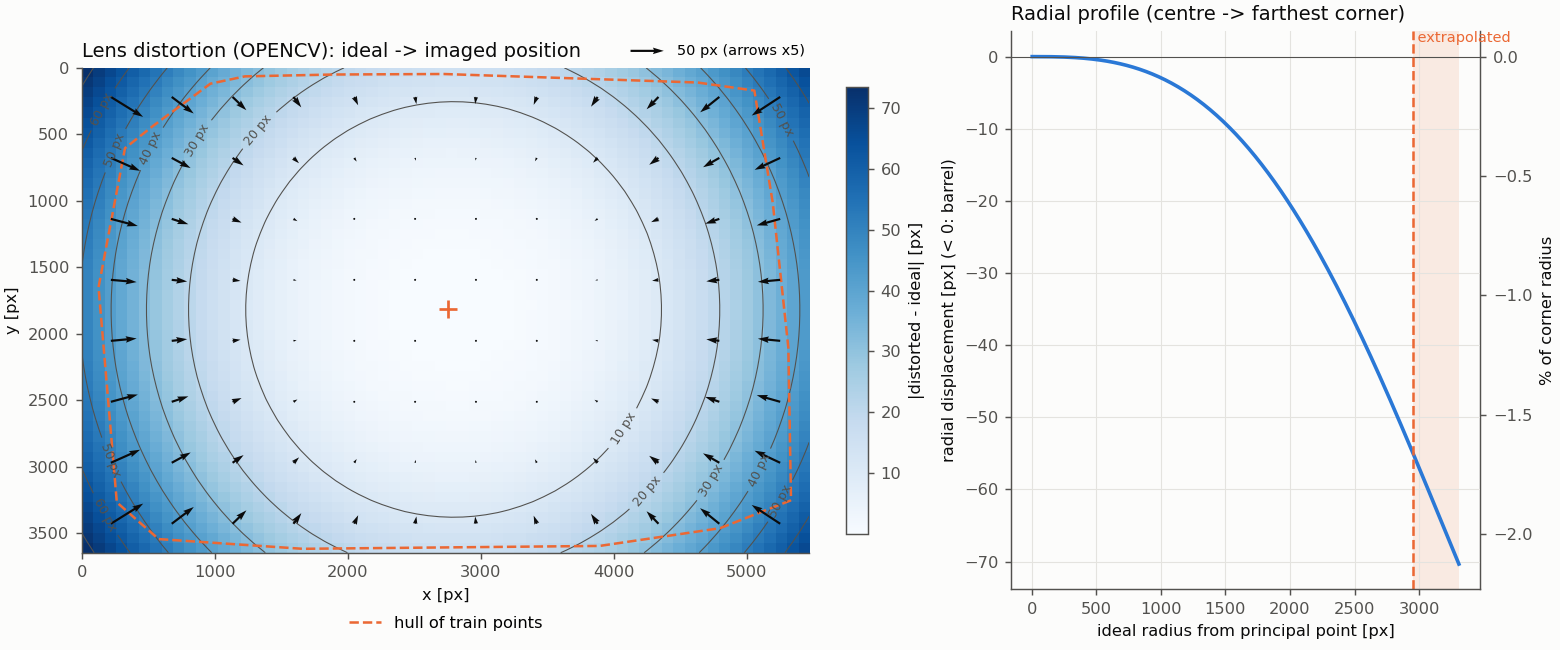 Lens distortion (OPENCV): ideal -> imaged position
50 px (arrows x5)
0
500
1000
1500
2000
2500
3000
3500
y [px]
0
1000
2000
3000
4000
5000
x [px]
50 px
40 px
30 px
20 px
50 px
10 px
20 px
30 px
40 px
50 px
50 px
hull of train points
70
60
50
40
30
20
10
|distorted - ideal| [px]
Radial profile (centre -> farthest corner)
extrapolated
0
−10
−20
−30
−40
−50
−60
−70
radial displacement [px] (< 0: barrel)
0
500
1000
1500
2000
2500
3000
ideal radius from principal point [px]
0.0
−0.5
−1.0
−1.5
−2.0
% of corner radius